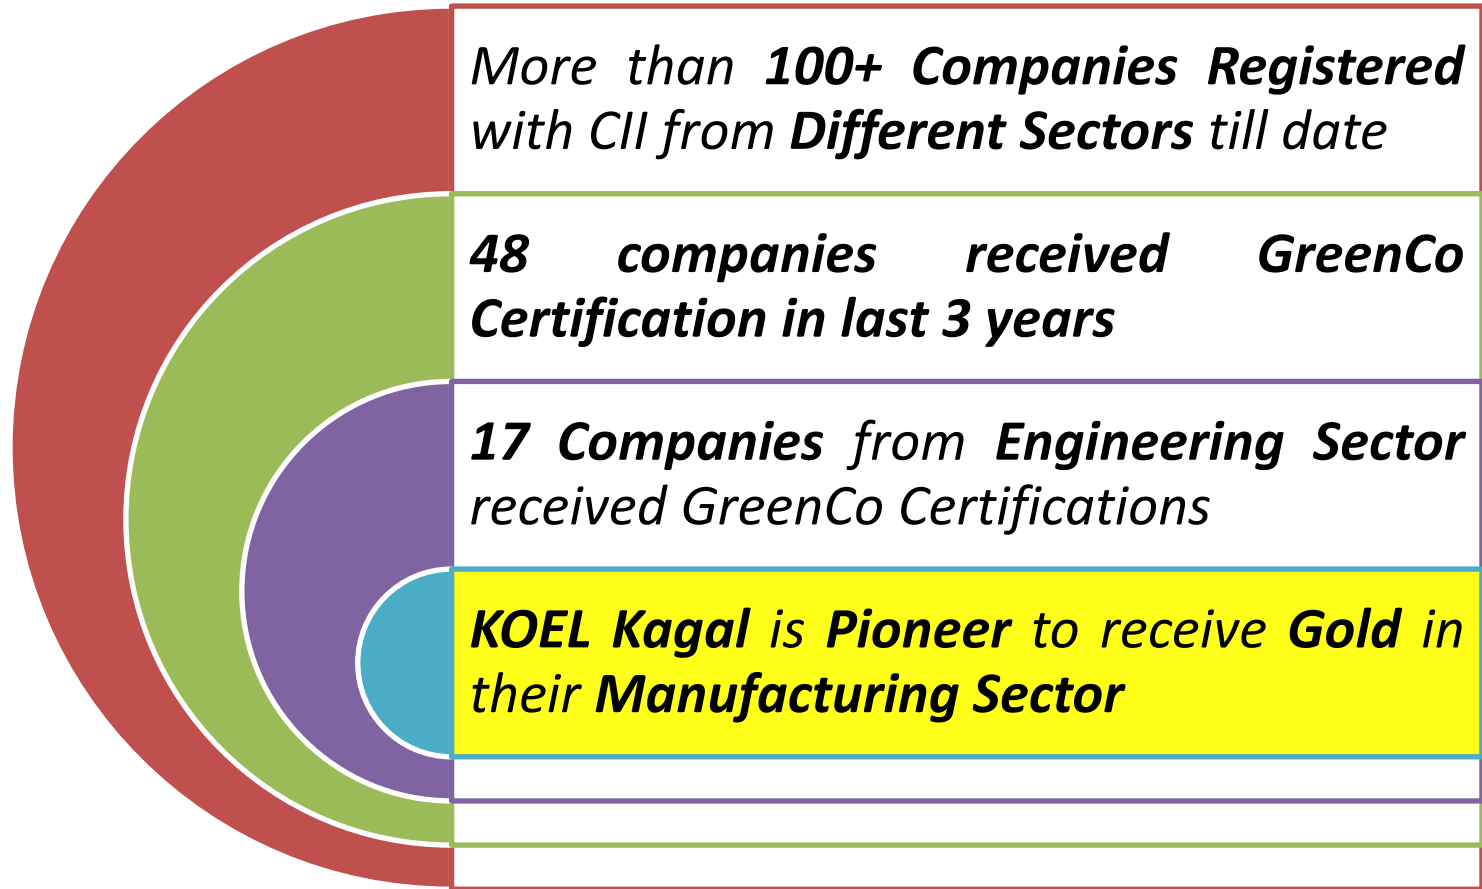 More than 100+ Companies Registered
with CII from Different Sectors till date
48 companies received GreenCo
Certification in last 3 years
17 Companies from Engineering Sector
received GreenCo Certifications
KOEL Kagal is Pioneer to receive Gold in
their Manufacturing Sector